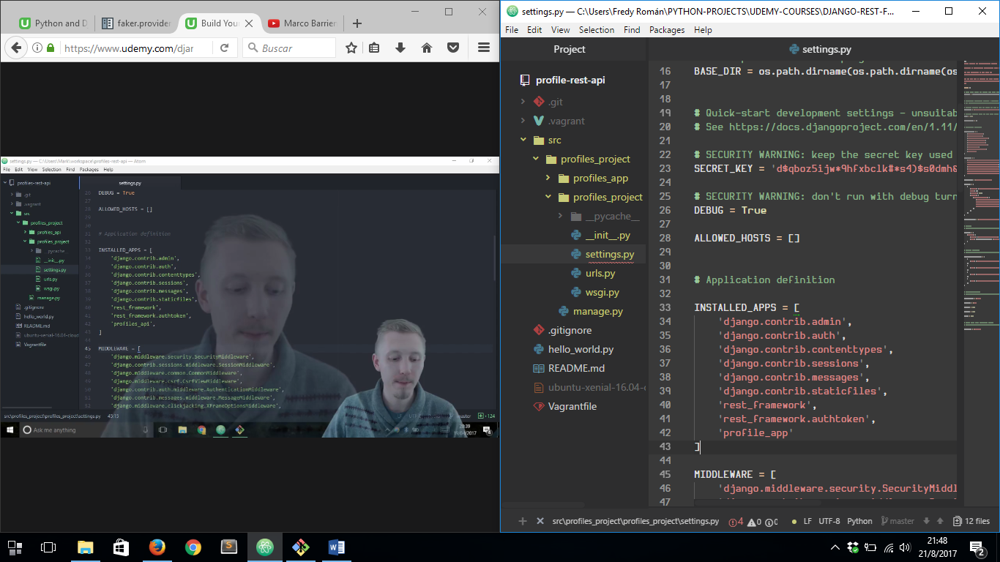 Python and D
faker.provider
Build Your
Marco Barrier
https://www.udemy.com/djar
Buscar
settings.py — C:\Users\Mark\workspace\profiles-rest-api — Atom
File Edit View Selection Find Packages Help
profiles-rest-api
settings.py
.git
.vagrant
src
profiles_project
profiles_api
profiles_project
__pycache__
__init__.py
settings.py
urls.py
wsgi.py
manage.py
.gitignore
hello_world.py
README.md
ubuntu-xenial-16.04-cloud
Vagrantfile
26 DEBUG = True
ALLOWED_HOSTS = []
# Application definition
INSTALLED_APPS = [
'django.contrib.admin',
'django.contrib.auth',
'django.contrib.contenttypes',
'django.contrib.sessions',
'django.contrib.messages',
'django.contrib.staticfiles',
'rest_framework',
'rest_framework.authtoken',
'profiles_api',
]
45 MIDDLEWARE = [
'django.middleware.security.SecurityMiddleware',
'django.contrib.sessions.middleware.SessionMiddleware',
'django.middleware.common.CommonMiddleware',
'django.middleware.csrf.CsrfViewMiddleware',
'django.contrib.auth.middleware.AuthenticationMiddleware',
'django.contrib.messages.middleware.MessageMiddleware',
'django.middleware.clickjacking.XFrameOptionsMiddleware',
src\profiles_project\profiles_project\settings.py 45:15
master +124
Ask me anything
20:39
settings.py — C:\Users\Fredy Román\PYTHON-PROJECTS\UDEMY-COURSES\DJANGO-REST-F...
File Edit View Selection Find Packages Help
Project
settings.py
profile-rest-api
.git
.vagrant
src
profiles_project
profiles_app
profiles_project
__pycache__
__init__.py
settings.py
urls.py
wsgi.py
manage.py
.gitignore
hello_world.py
README.md
ubuntu-xenial-16.04-c
Vagrantfile
16 BASE_DIR = os.path.dirname(os.path.dirname(os
17
18
19 # Quick-start development settings - unsuitab
20 # See https://docs.djangoproject.com/en/1.11/
21
22 # SECURITY WARNING: keep the secret key used
23 SECRET_KEY = 'd$qboz5ijw*9hfxbclk#*s4)$s0dmh&
24
25 # SECURITY WARNING: don't run with debug turn
26 DEBUG = True
27
28 ALLOWED_HOSTS = []
29
30
31 # Application definition
32
33 INSTALLED_APPS = [
34 'django.contrib.admin',
35 'django.contrib.auth',
36 'django.contrib.contenttypes',
37 'django.contrib.sessions',
38 'django.contrib.messages',
39 'django.contrib.staticfiles',
40 'rest_framework',
41 'rest_framework.authtoken',
42 'profile_app'
43 ]
44
45 MIDDLEWARE = [
46 'django.middleware.security.SecurityMiddl
47
src\profiles_project\profiles_project\settings.py 4 0 0 LF UTF-8 Python master 12 files
21:48
21/8/2017
2